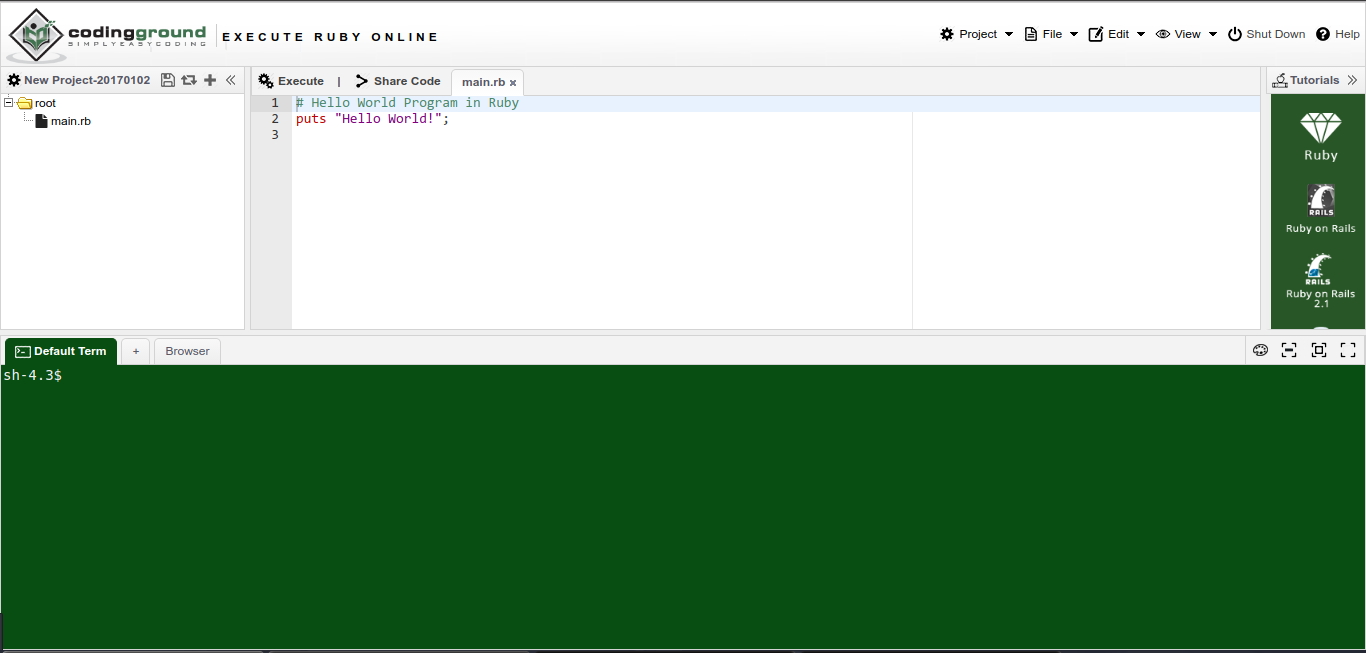 codingground
SIMPLYEASYCODING
EXECUTE RUBY ONLINE
Project
File
Edit
View
Shut Down
Help
New Project-20170102
root
main.rb
Execute | Share Code
main.rb ×
1 # Hello World Program in Ruby
2 puts "Hello World!";
3
Tutorials
Ruby
RAILS
Ruby on Rails
RAILS
Ruby on Rails
2.1
Default Term
+
Browser
sh-4.3$